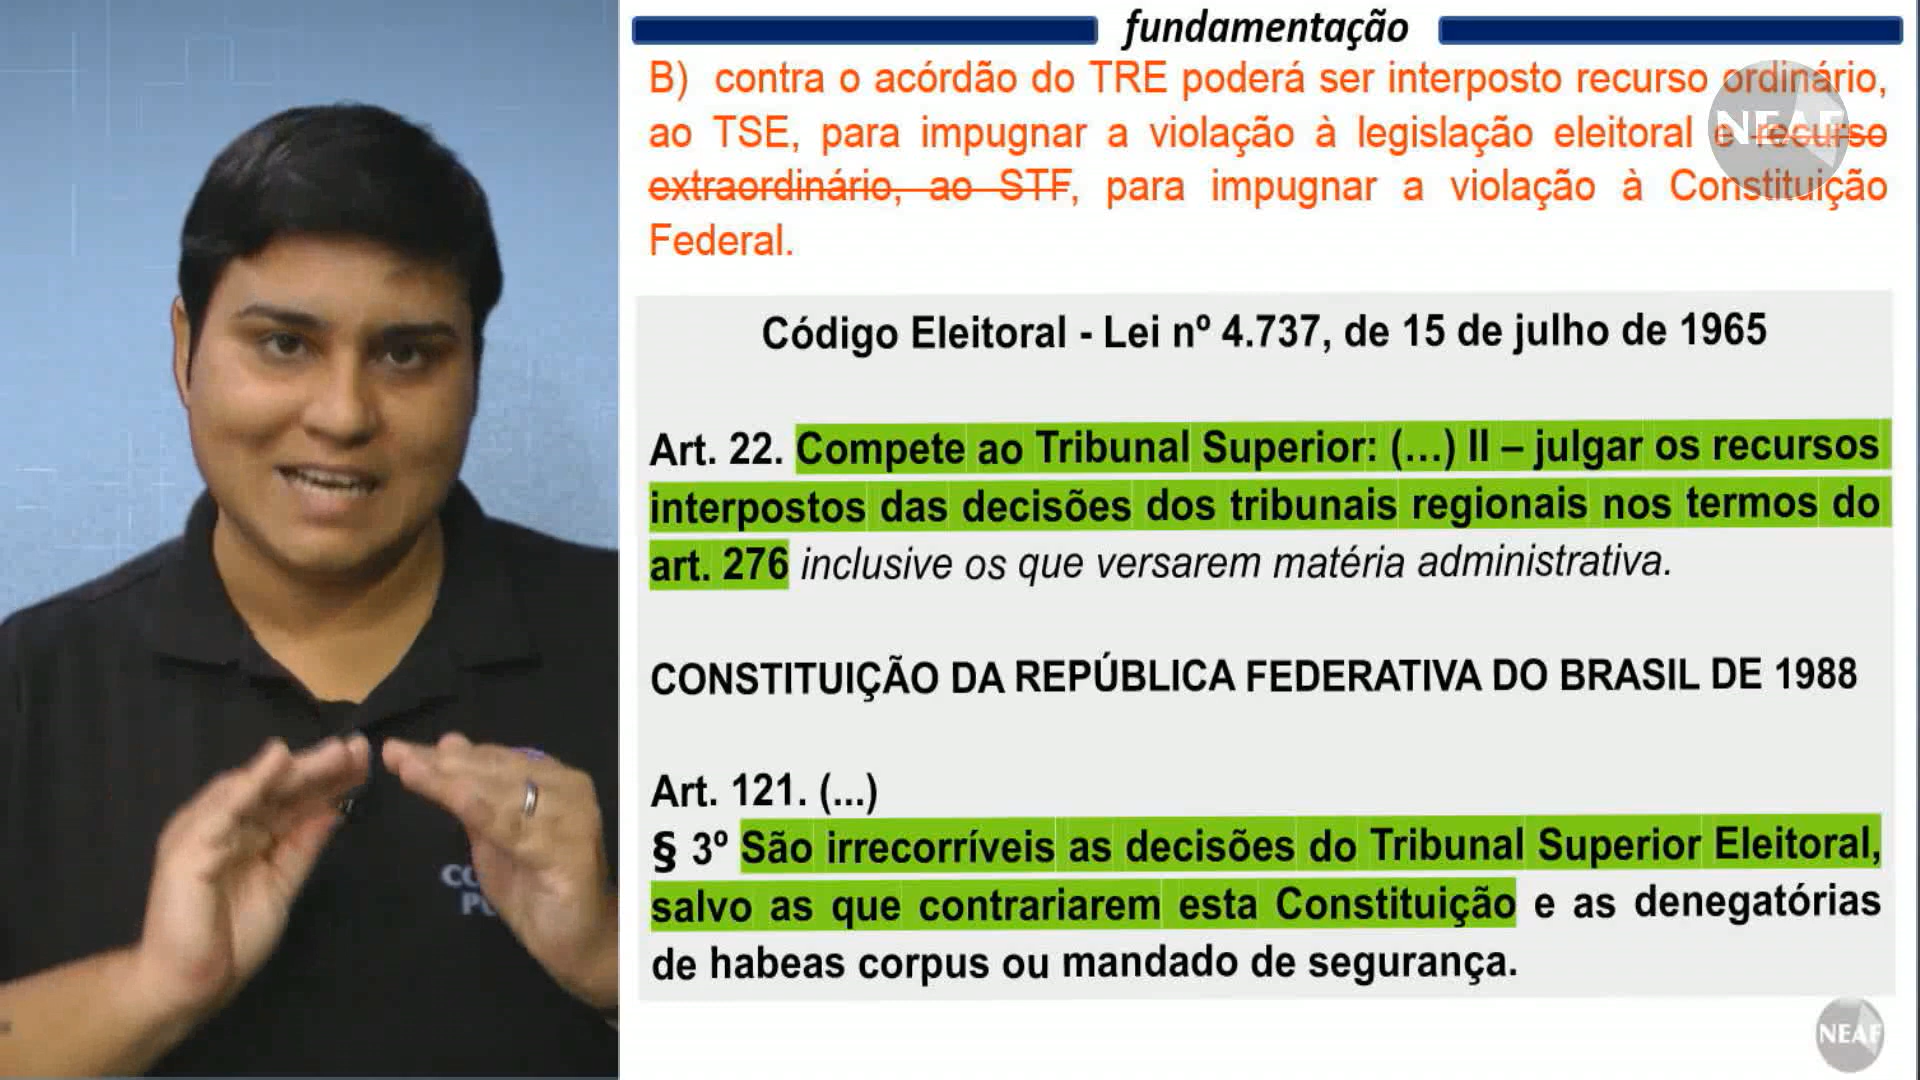 fundamentação
B) contra o acórdão do TRE poderá ser interposto recurso ordinário,
ao TSE, para impugnar a violação à legislação eleitoral e recurso
extraordinário, ao STF, para impugnar a violação à Constituição
Federal.
NEAF
Código Eleitoral - Lei nº 4.737, de 15 de julho de 1965
Art. 22. Compete ao Tribunal Superior: (...) II – julgar os recursos
interpostos das decisões dos tribunais regionais nos termos do
art. 276 inclusive os que versarem matéria administrativa.
CONSTITUIÇÃO DA REPÚBLICA FEDERATIVA DO BRASIL DE 1988
Art. 121. (...)
§ 3º São irrecorríveis as decisões do Tribunal Superior Eleitoral,
salvo as que contrariarem esta Constituição e as denegatórias
de habeas corpus ou mandado de segurança.
NEAF